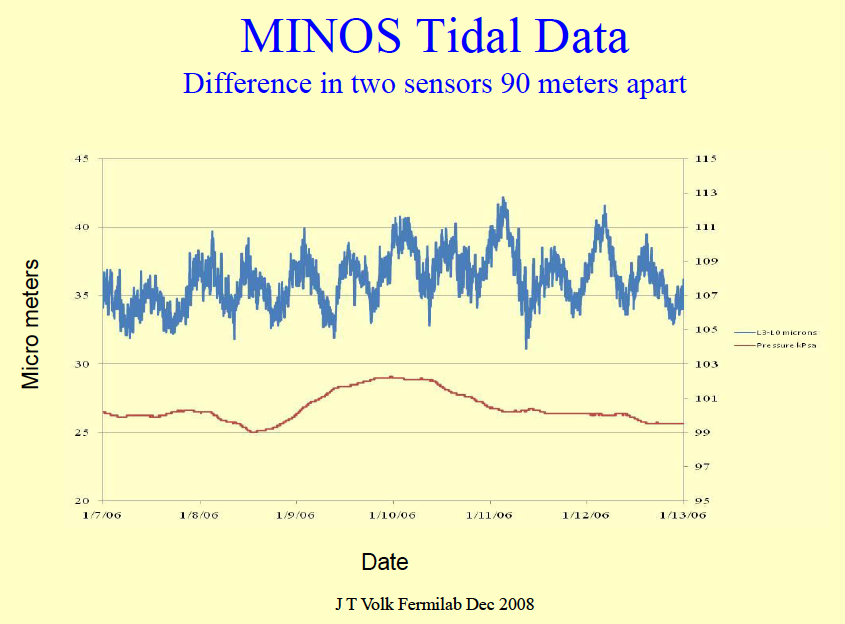 MINOS Tidal Data
Difference in two sensors 90 meters apart
45
40
35
30
25
20
115
113
111
109
107
105
103
101
99
97
95
Micro meters
L3-L0 microns
Pressure kPsa
1/7/06 1/8/06 1/9/06 1/10/06 1/11/06 1/12/06 1/13/06
Date
J T Volk Fermilab Dec 2008